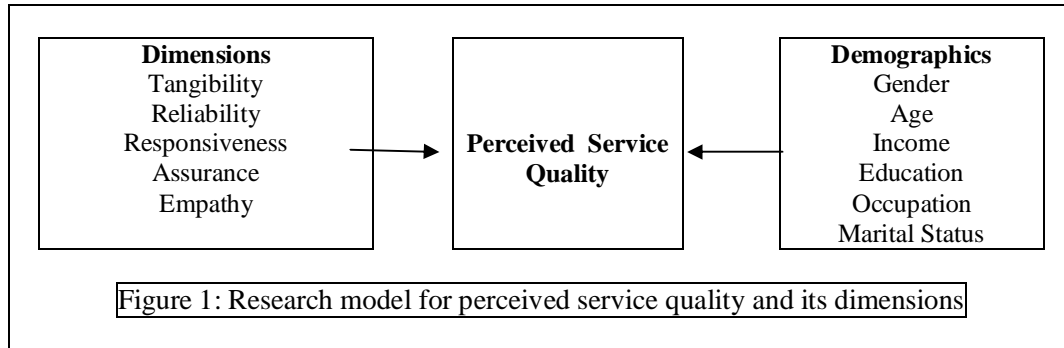 Dimensions
Tangibility
Reliability
Responsiveness
Assurance
Empathy
Perceived Service
Quality
Demographics
Gender
Age
Income
Education
Occupation
Marital Status
Figure 1: Research model for perceived service quality and its dimensions